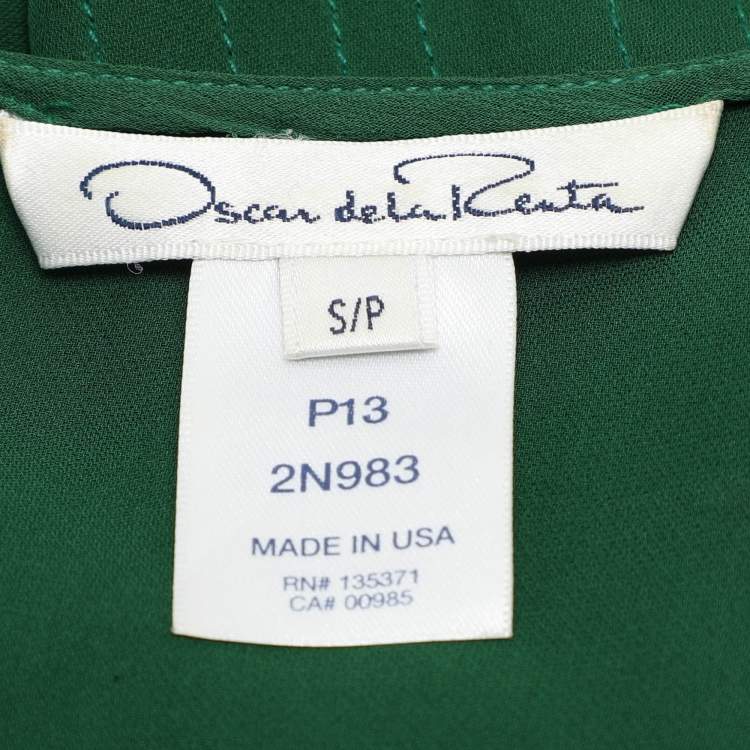 Oscar de la Renta
S/P
P13
2N983
MADE IN USA
RN# 135371
CA# 00985